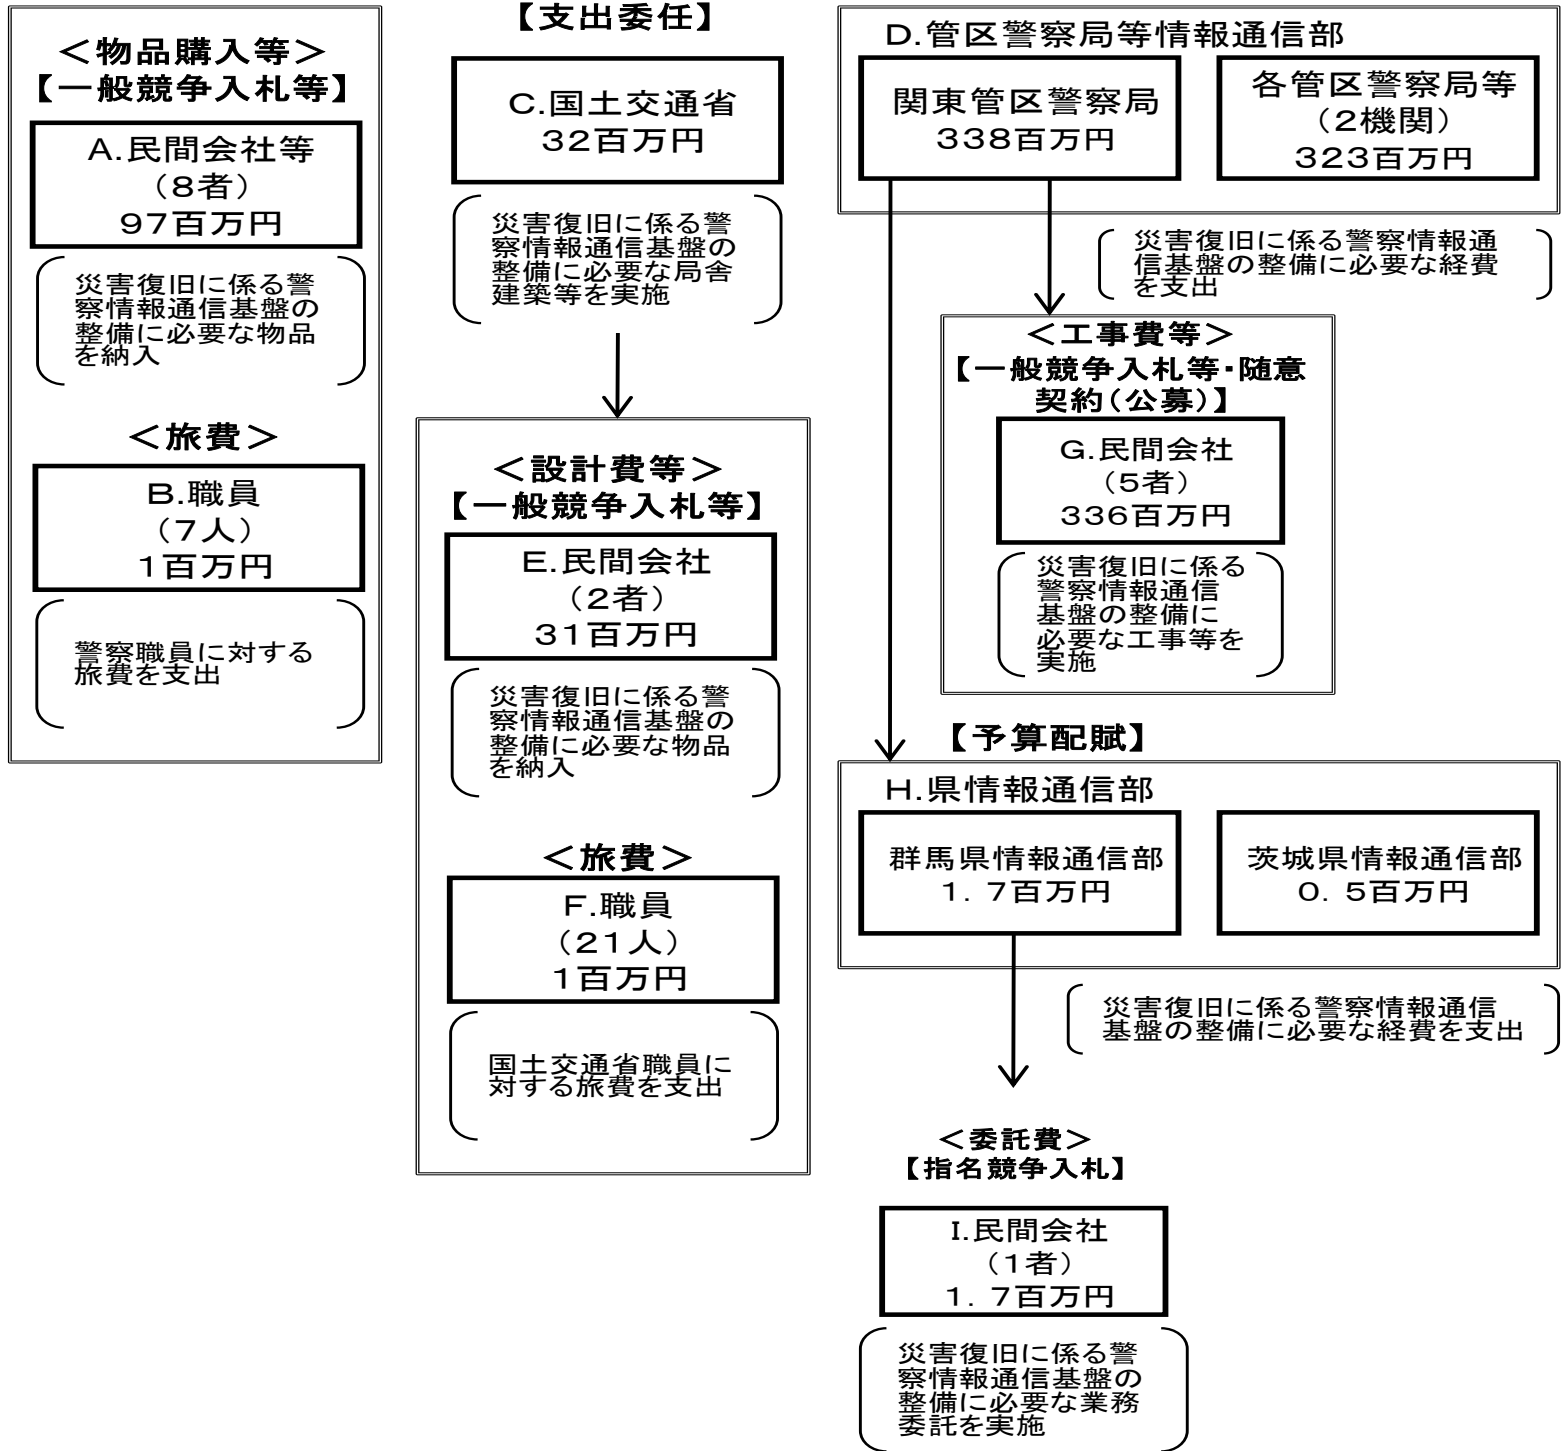 ＜物品購入等＞
【一般競争入札等】
A.民間会社等
（8者）
97百万円
災害復旧に係る警
察情報通信基盤の
整備に必要な物品
を納入
＜旅費＞
B.職員
（7人）
1百万円
警察職員に対する
旅費を支出
【支出委任】
C.国土交通省
32百万円
災害復旧に係る警
察情報通信基盤の
整備に必要な局舎
建築等を実施
＜設計費等＞
【一般競争入札等】
E.民間会社
（2者）
31百万円
災害復旧に係る警
察情報通信基盤の
整備に必要な物品
を納入
＜旅費＞
F.職員
（21人）
1百万円
国土交通省職員に
対する旅費を支出
D.管区警察局等情報通信部
関東管区警察局
338百万円
各管区警察局等
（2機関）
323百万円
災害復旧に係る警察情報通
信基盤の整備に必要な経費
を支出
＜工事費等＞
【一般競争入札等・随意
契約（公募）】
G.民間会社
（5者）
336百万円
災害復旧に係る
警察情報通信
基盤の整備に
必要な工事等を
実施
【予算配賦】
H.県情報通信部
群馬県情報通信部
1．7百万円
茨城県情報通信部
0．5百万円
災害復旧に係る警察情報通信
基盤の整備に必要な経費を支出
＜委託費＞
【指名競争入札】
I.民間会社
（1者）
1．7百万円
災害復旧に係る警
察情報通信基盤の
整備に必要な業務
委託を実施